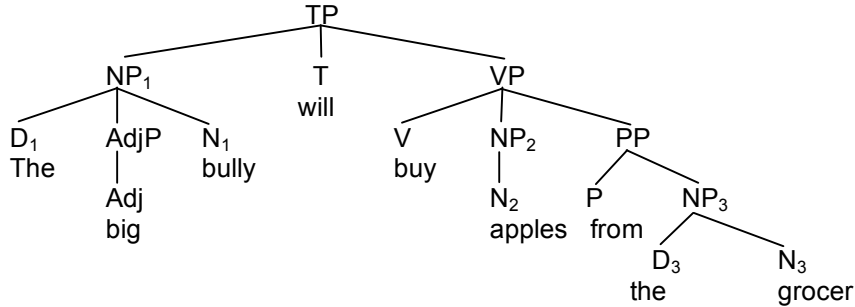 TP
NP₁ T VP
will
D₁ AdjP N₁ V NP₂ PP
The bully buy
Adj N₂ P NP₃
big apples from
D₃ N₃
the grocer